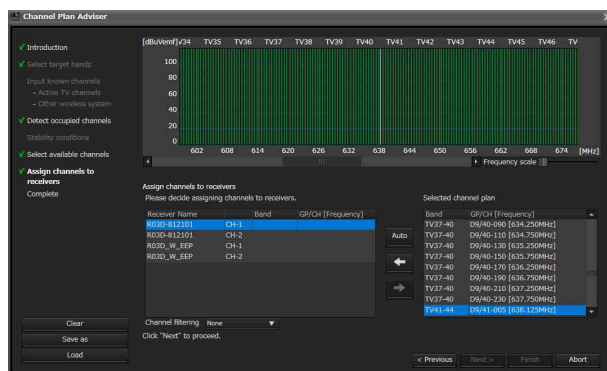 Channel Plan Adviser
✓ Introduction
✓ Select target bands
Input known channels
- Active TV channels
- Other wireless system
✓ Detect occupied channels
Stability conditions
✓ Select available channels
✓ Assign channels to
receivers
Complete
Clear
Save as
Load
[dBuVemf] V34 TV35 TV36 TV37 TV38 TV39 TV40 TV41 TV42 TV43 TV44 TV45 TV46 TV
100
80
60
40
20
0
602 608 614 620 626 632 638 644 650 656 662 668 674 [MHz]
Frequency scale
Assign channels to receivers
Please decide assigning channels to receivers.
Receiver Name Band GP/CH [Frequency]
R03D-812101 CH-1
R03D-812101 CH-2
R03D_W_EEP CH-1
R03D_W_EEP CH-2
Auto
Selected channel plan
Band GP/CH [Frequency]
TV37-40 D9/40-090 [634.250MHz]
TV37-40 D9/40-110 [634.750MHz]
TV37-40 D9/40-130 [635.250MHz]
TV37-40 D9/40-150 [635.750MHz]
TV37-40 D9/40-170 [636.250MHz]
TV37-40 D9/40-190 [636.750MHz]
TV37-40 D9/40-210 [637.250MHz]
TV37-40 D9/40-230 [637.750MHz]
TV41-44 D9/41-005 [638.125MHz]
Channel filtering None
Click "Next" to proceed.
< Previous Next > Finish Abort